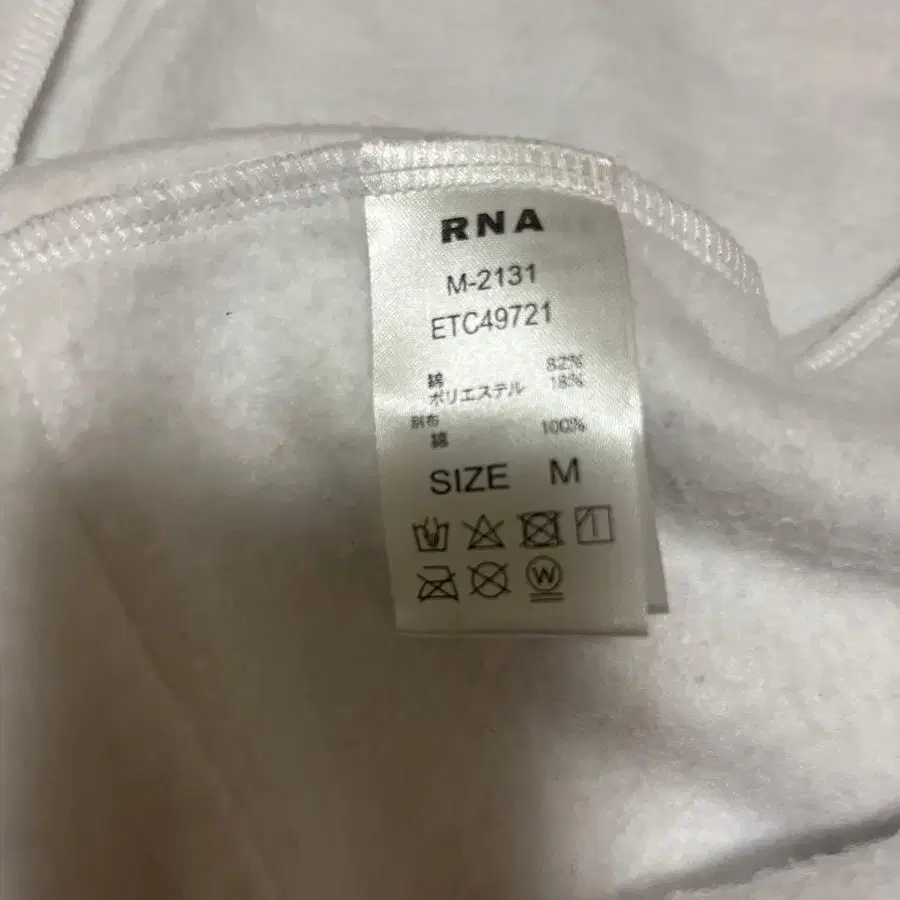 RNA
M-2131
ETC49721
綿 82%
ポリエステル 18%
別布
綿 100%
SIZE M
W